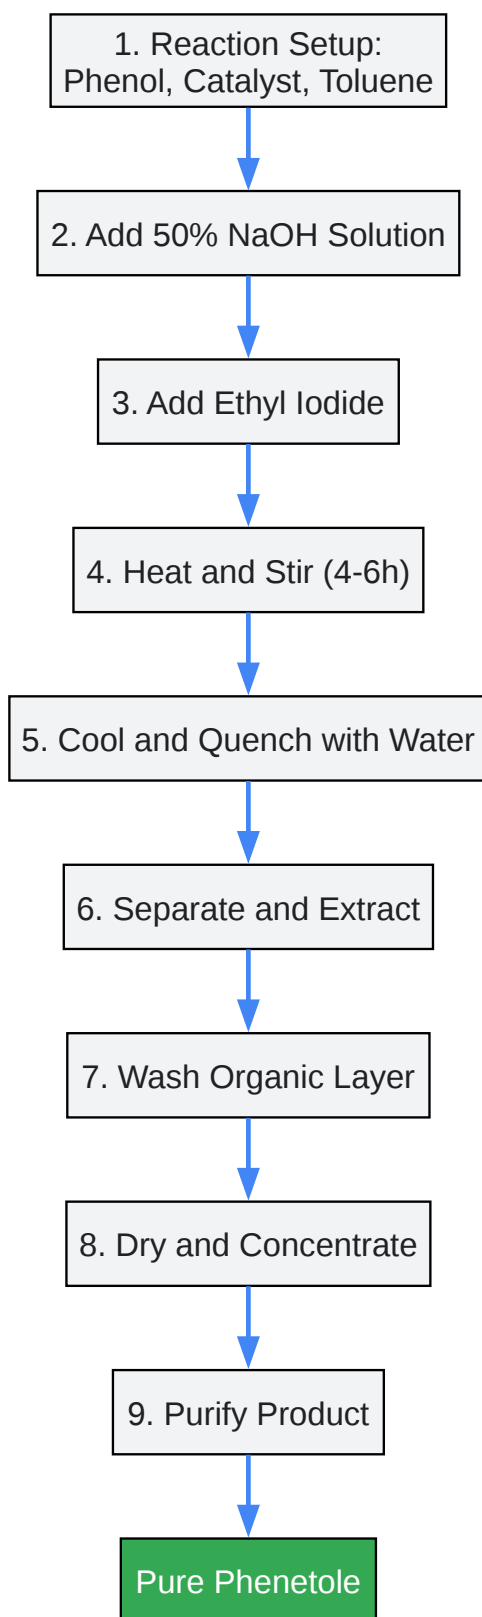 1. Reaction Setup:
Phenol, Catalyst, Toluene
2. Add 50% NaOH Solution
3. Add Ethyl Iodide
4. Heat and Stir (4-6h)
5. Cool and Quench with Water
6. Separate and Extract
7. Wash Organic Layer
8. Dry and Concentrate
9. Purify Product
Pure Phenetole